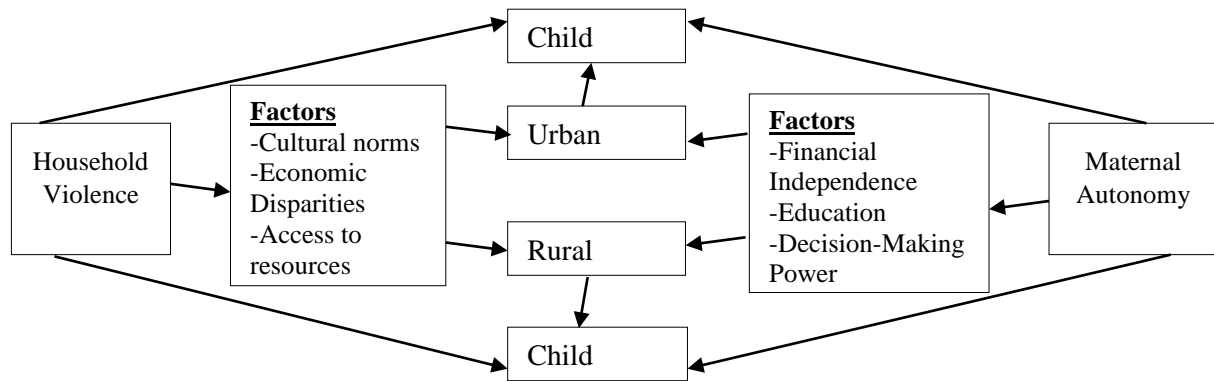 Child
Household
Violence
Factors
-Cultural norms
-Economic
Disparities
-Access to
resources
Urban
Rural
Factors
-Financial
Independence
-Education
-Decision-Making
Power
Maternal
Autonomy
Child